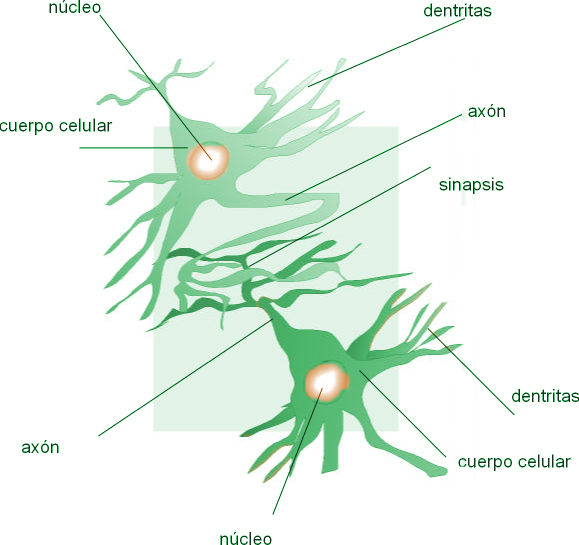 núcleo
dentritas
axón
cuerpo celular
sinapsis
dentritas
axón
cuerpo celular
núcleo